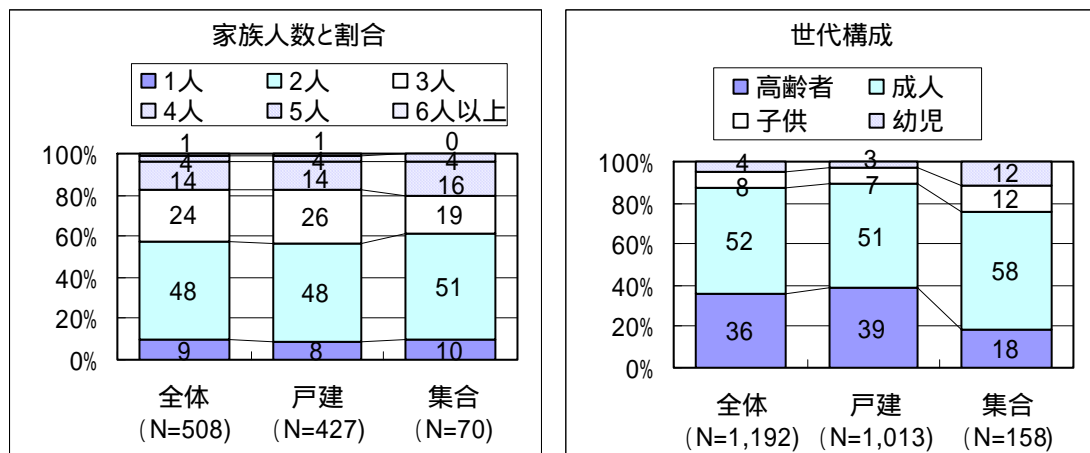 家族人数と割合
1人 2人 3人
4人 5人 6人以上
1 1 0
100%
4 4 4
14 14 16
80%
24 26 19
60%
48 48 51
40%
20%
9 8 10
0%
全体 戸建 集合
(N=508) (N=427) (N=70)
世代構成
高齢者 成人
子供 幼児
100%
4 3 12
8 7 12
80%
52 51 58
60%
40%
36 39 18
20%
0%
全体 戸建 集合
(N=1,192) (N=1,013) (N=158)